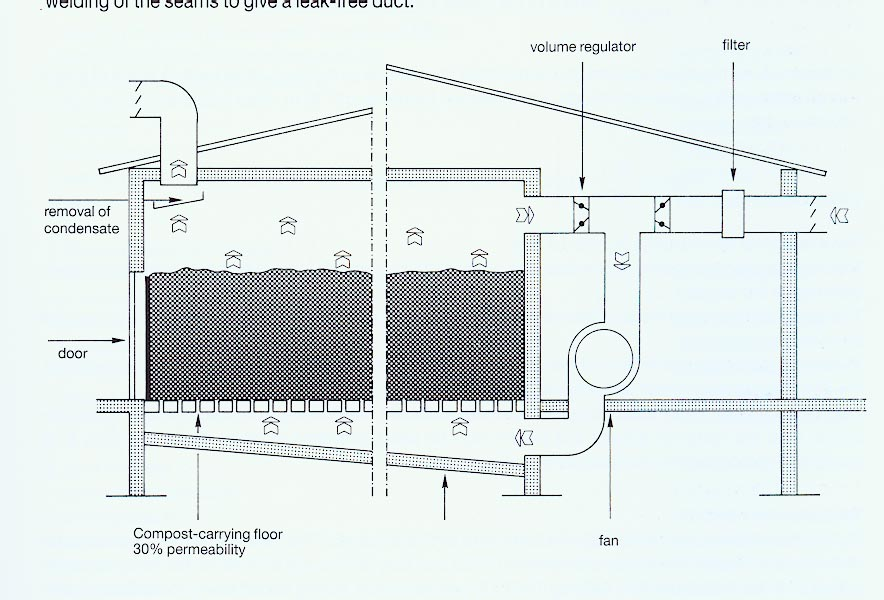 welding of the seams to give a leak-free duct.
volume regulator
filter
removal of
condensate
door
Compost-carrying floor
30% permeability
fan